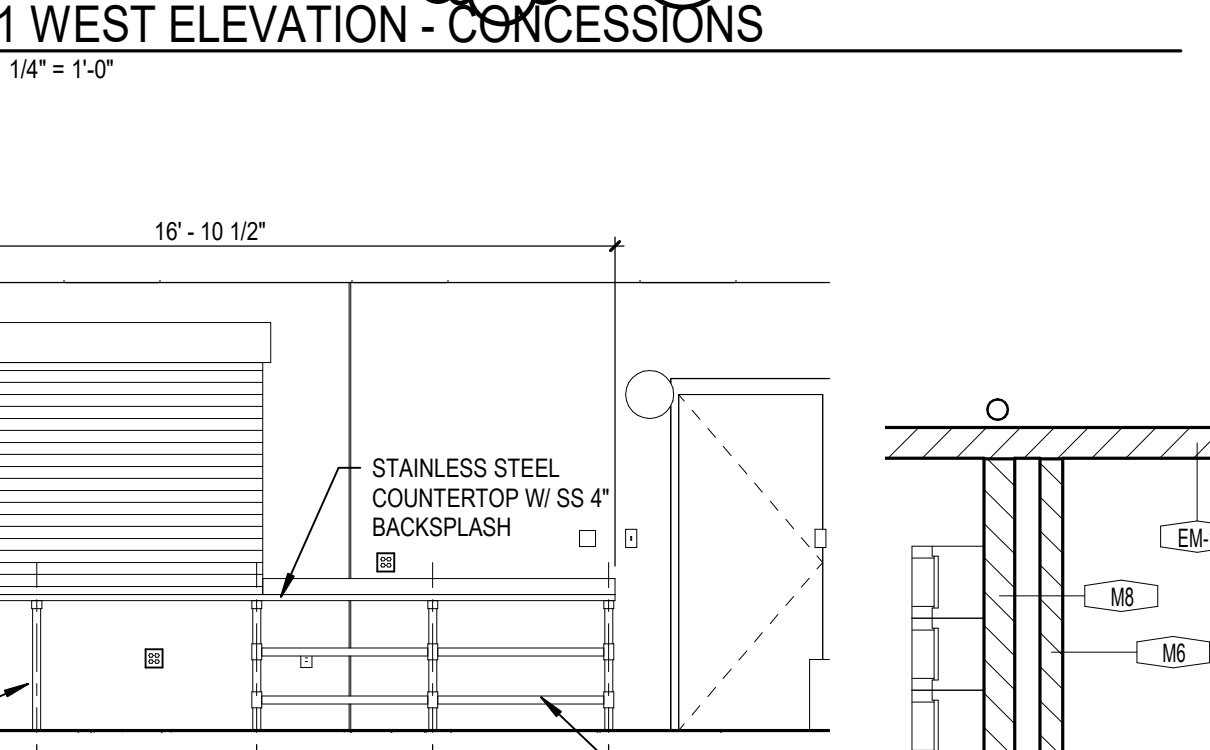 1 WEST ELEVATION - CONCESSIONS
1/4" = 1'-0"
16' - 10 1/2"
STAINLESS STEEL
COUNTERTOP W/ SS 4"
BACKSPLASH
EM-
M8
M6